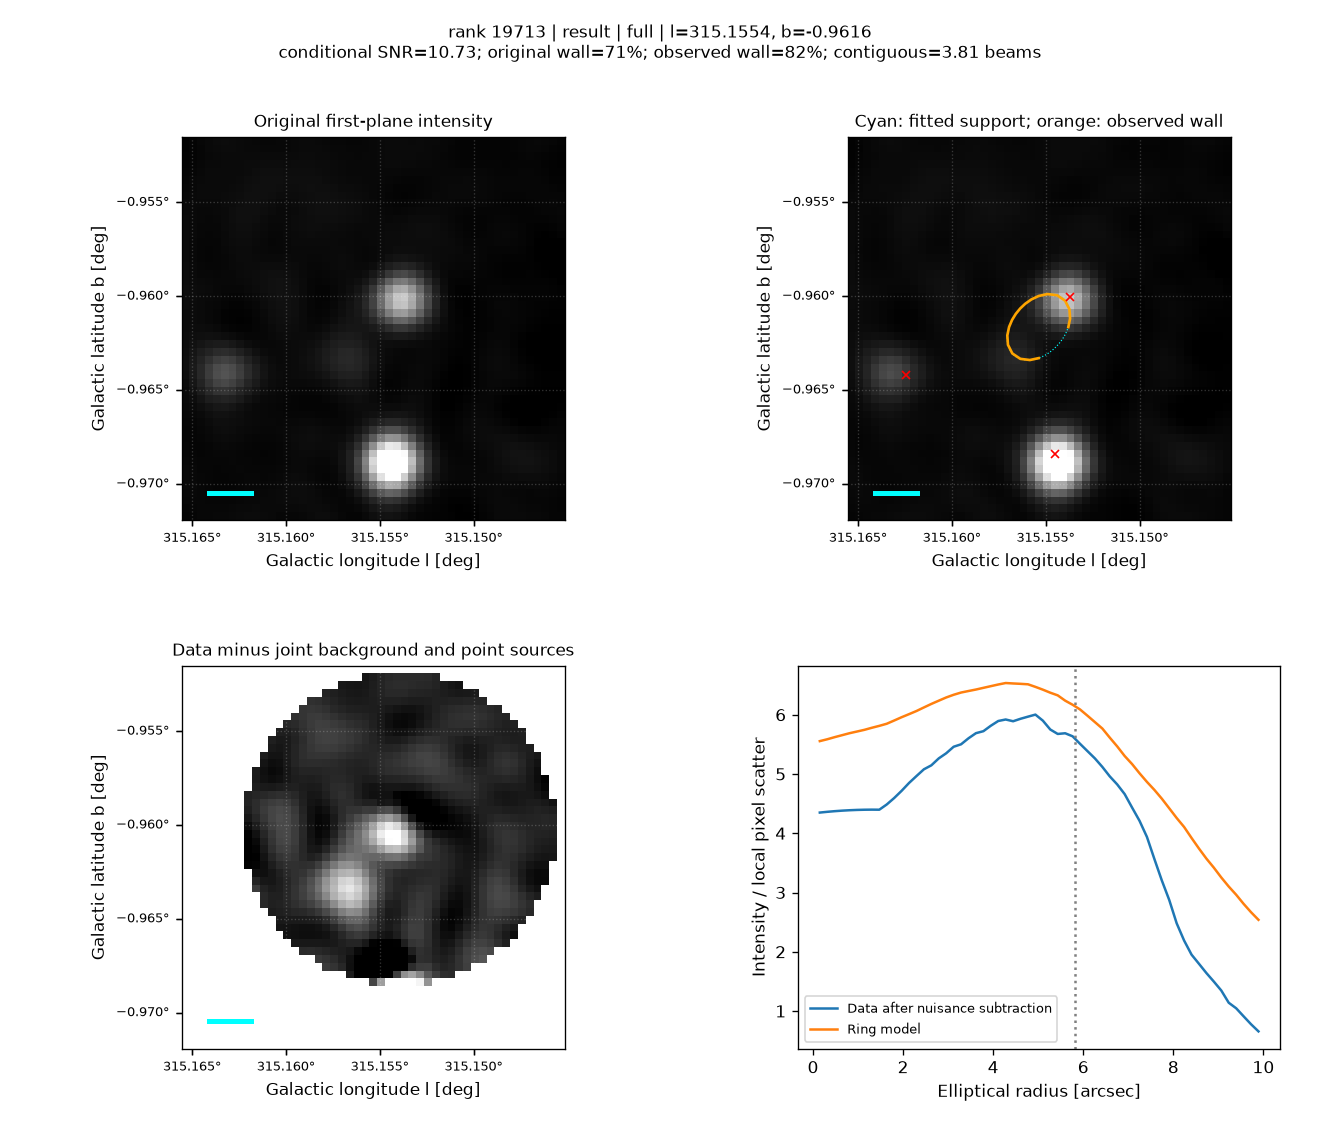 rank 19713 | result | full | l=315.1554, b=-0.9616
conditional SNR=10.73; original wall=71%; observed wall=82%; contiguous=3.81 beams
Original first-plane intensity
Galactic latitude b [deg]
−0.955°
−0.960°
−0.965°
−0.970°
315.165°
315.160°
315.155°
315.150°
Galactic longitude l [deg]
Cyan: fitted support; orange: observed wall
Galactic latitude b [deg]
−0.955°
−0.960°
−0.965°
−0.970°
315.165°
315.160°
315.155°
315.150°
Galactic longitude l [deg]
Data minus joint background and point sources
Galactic latitude b [deg]
−0.955°
−0.960°
−0.965°
−0.970°
315.165°
315.160°
315.155°
315.150°
Galactic longitude l [deg]
Intensity / local pixel scatter
6
5
4
3
2
1
Data after nuisance subtraction
Ring model
0
2
4
6
8
10
Elliptical radius [arcsec]